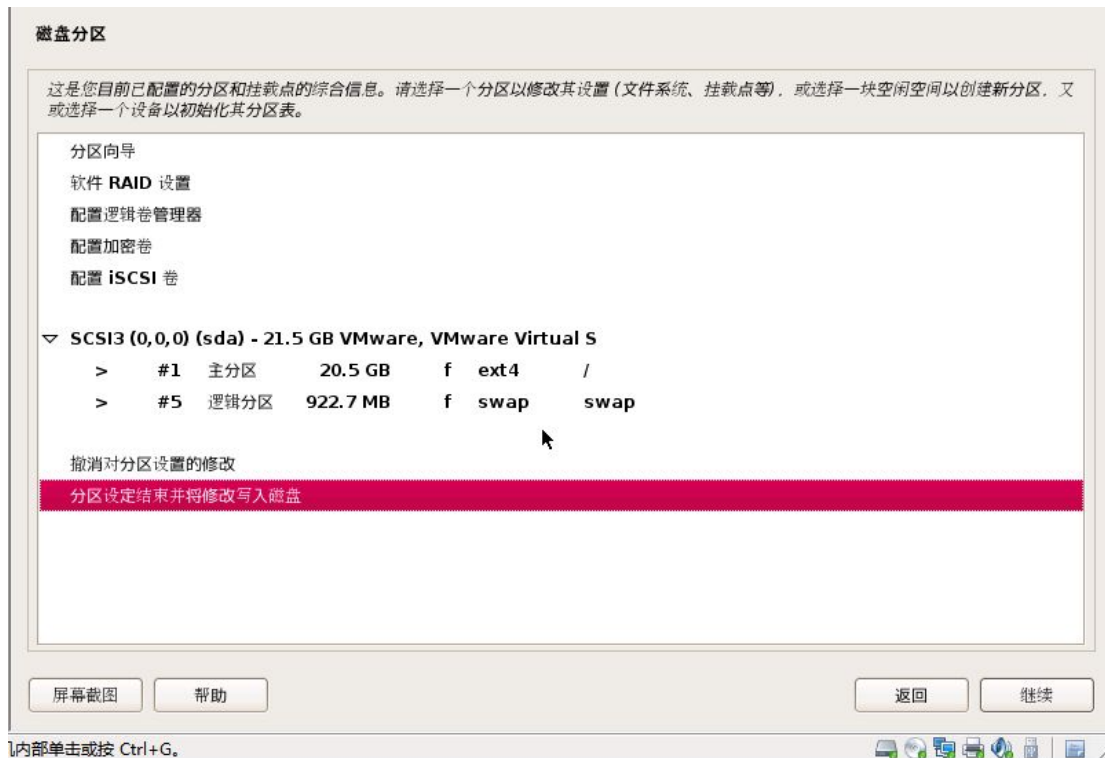 磁盘分区
这是您目前已配置的分区和挂载点的综合信息。请选择一个分区以修改其设置 (文件系统、挂载点等)，或选择一块空闲空间以创建新分区，又
或选择一个设备以初始化其分区表。
分区向导
软件 RAID 设置
配置逻辑卷管理器
配置加密卷
配置 iSCSI 卷
SCSI3 (0,0,0) (sda) - 21.5 GB VMware, VMware Virtual S
> #1 主分区 20.5 GB f ext4 /
> #5 逻辑分区 922.7 MB f swap swap
撤消对分区设置的修改
分区设定结束并将修改写入磁盘
屏幕截图 帮助 返回 继续
内部单击或按 Ctrl+G。